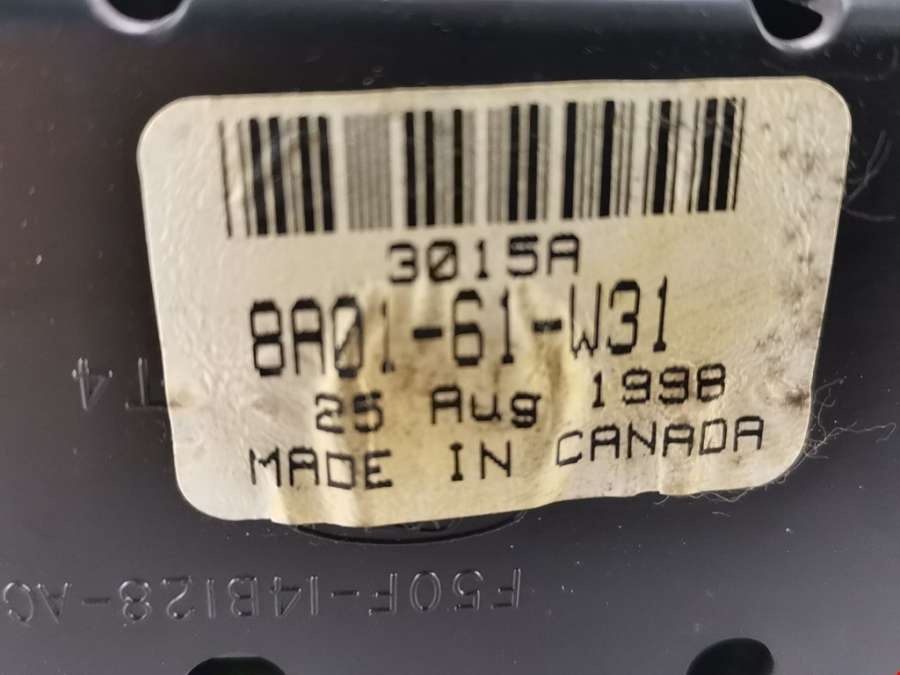 3015A
8A01-61-W31
25 Aug 1998
MADE IN CANADA
F50F-14B128-AC